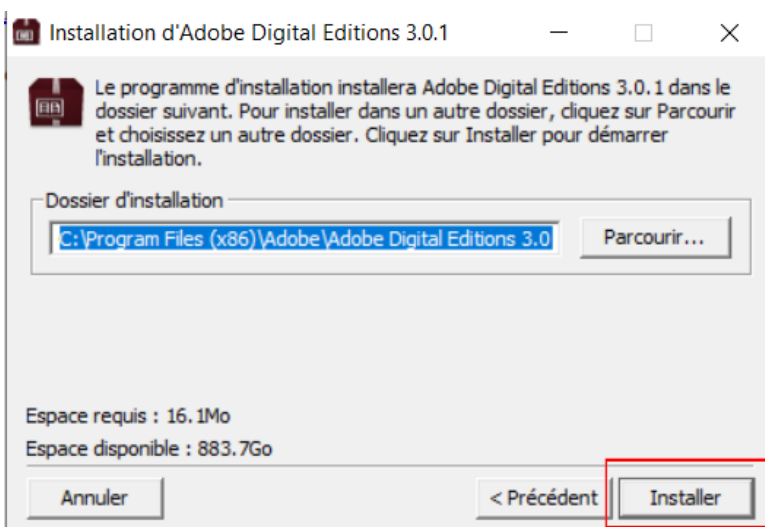 Installation d'Adobe Digital Editions 3.0.1
Le programme d'installation installera Adobe Digital Editions 3.0.1 dans le
dossier suivant. Pour installer dans un autre dossier, cliquez sur Parcourir
et choisissez un autre dossier. Cliquez sur Installer pour démarrer
l'installation.
Dossier d'installation
C:\Program Files (x86)\Adobe\Adobe Digital Editions 3.0
Parcourir...
Espace requis : 16.1Mo
Espace disponible : 883.7Go
Annuler
< Précédent
Installer